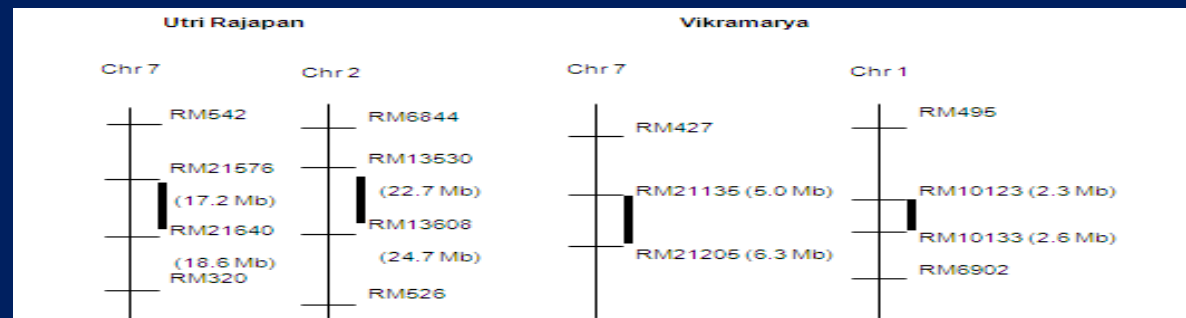 Utri Rajapan
Vikramarya
Chr 7
Chr 2
Chr 7
Chr 1
RM542
RM21576
(17.2 Mb)
RM21640
(18.6 Mb)
RM320
RM6844
RM13530
(22.7 Mb)
RM13608
(24.7 Mb)
RM526
RM427
RM21135 (5.0 Mb)
RM21205 (6.3 Mb)
RM495
RM10123 (2.3 Mb)
RM10133 (2.6 Mb)
RM6902